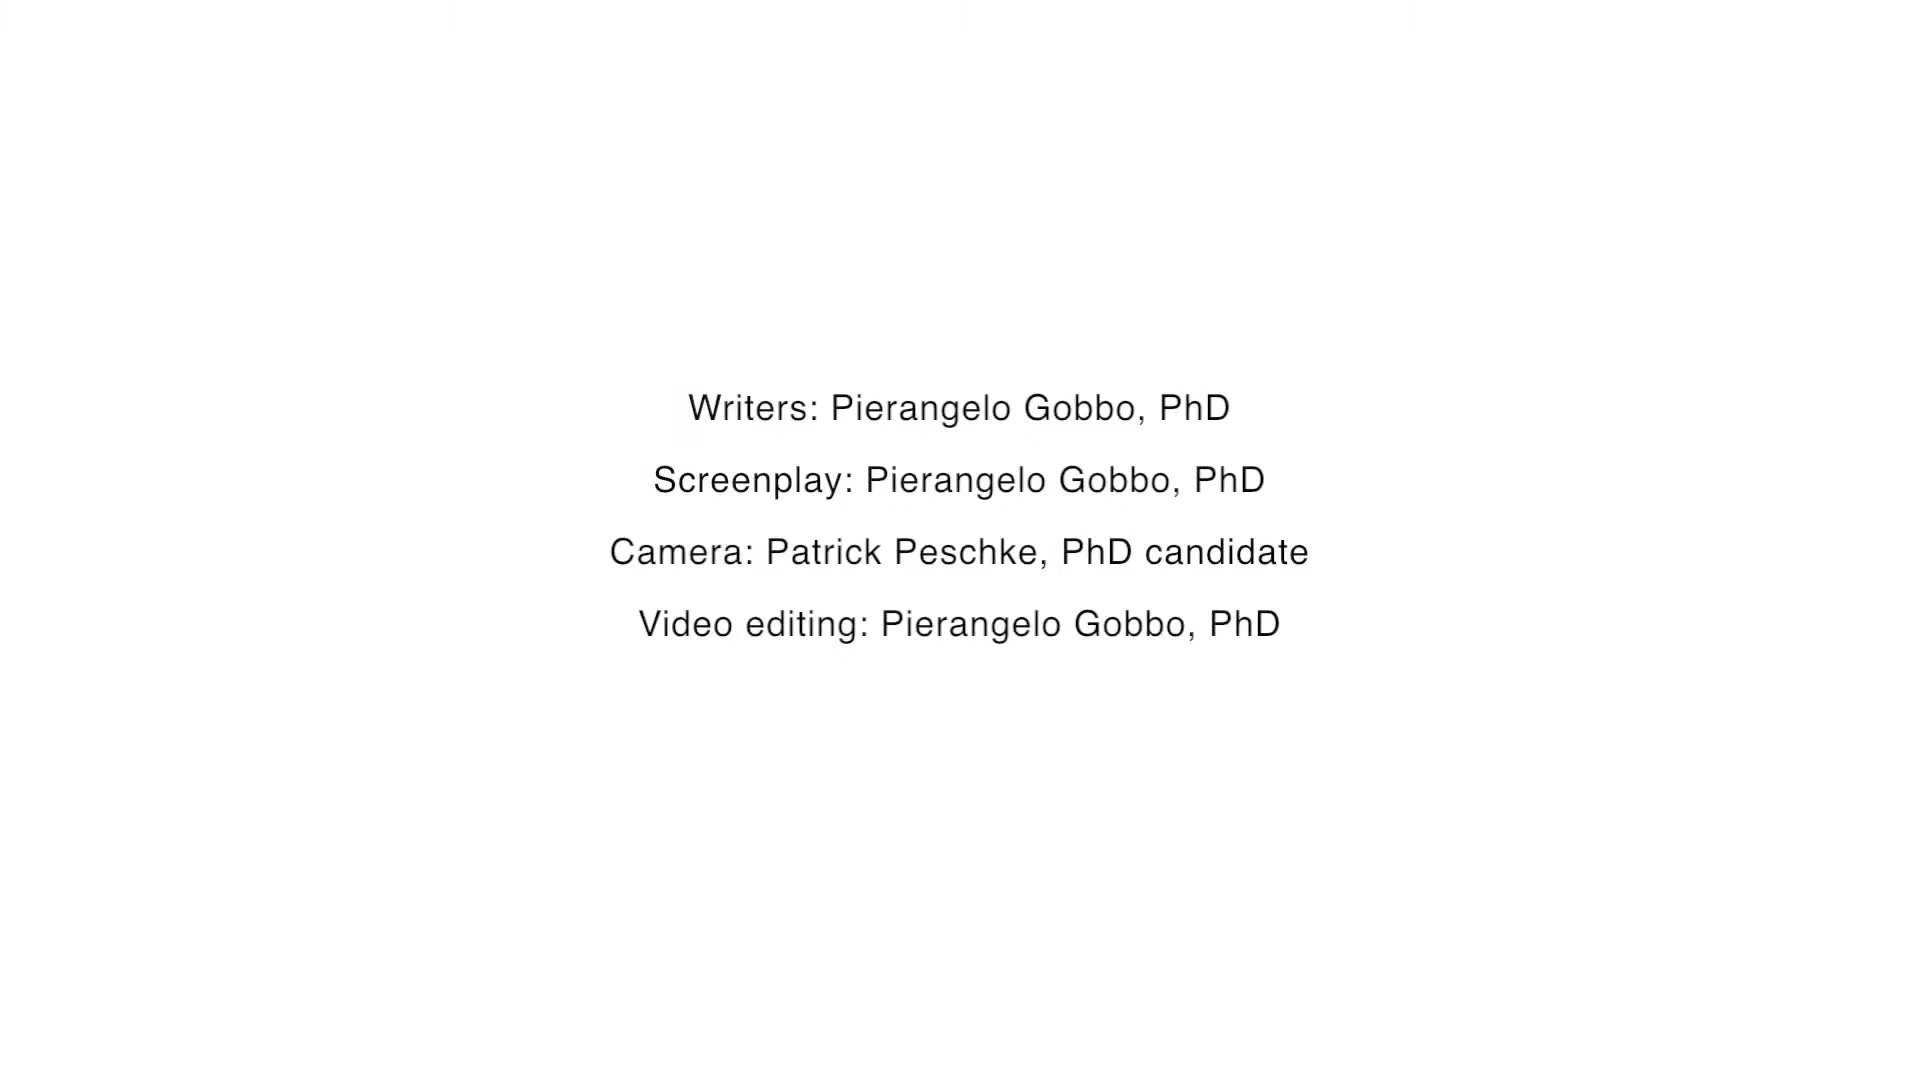 Writers: Pierangelo Gobbo, PhD
Screenplay: Pierangelo Gobbo, PhD
Camera: Patrick Peschke, PhD candidate
Video editing: Pierangelo Gobbo, PhD